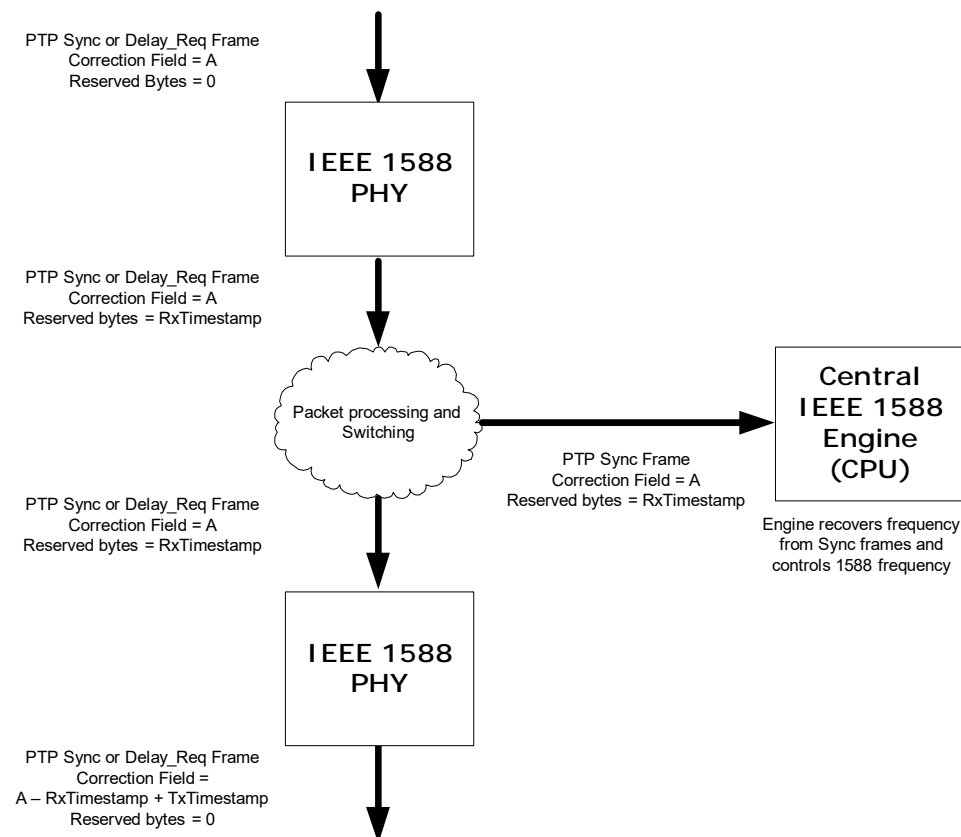 PTP Sync or Delay_Req Frame
Correction Field = A
Reserved Bytes = 0
IEEE 1588
PHY
PTP Sync or Delay_Req Frame
Correction Field = A
Reserved bytes = RxTimestamp
Packet processing and
Switching
PTP Sync Frame
Correction Field = A
Reserved bytes = RxTimestamp
Central
IEEE 1588
Engine
(CPU)
Engine recovers frequency
from Sync frames and
controls 1588 frequency
PTP Sync or Delay_Req Frame
Correction Field = A
Reserved bytes = RxTimestamp
IEEE 1588
PHY
PTP Sync or Delay_Req Frame
Correction Field =
A – RxTimestamp + TxTimestamp
Reserved bytes = 0